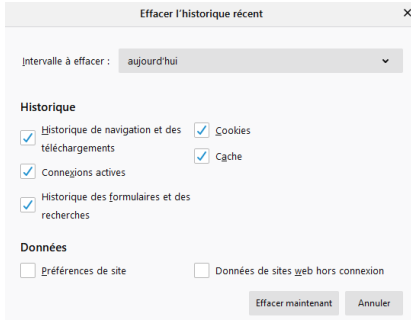 Effacer l'historique récent
Intervalle à effacer : aujourd'hui
Historique
Historique de navigation et des
téléchargements
Cookies
Cache
Connexions actives
Historique des formulaires et des
recherches
Données
Préférences de site
Données de sites web hors connexion
Effacer maintenant
Annuler